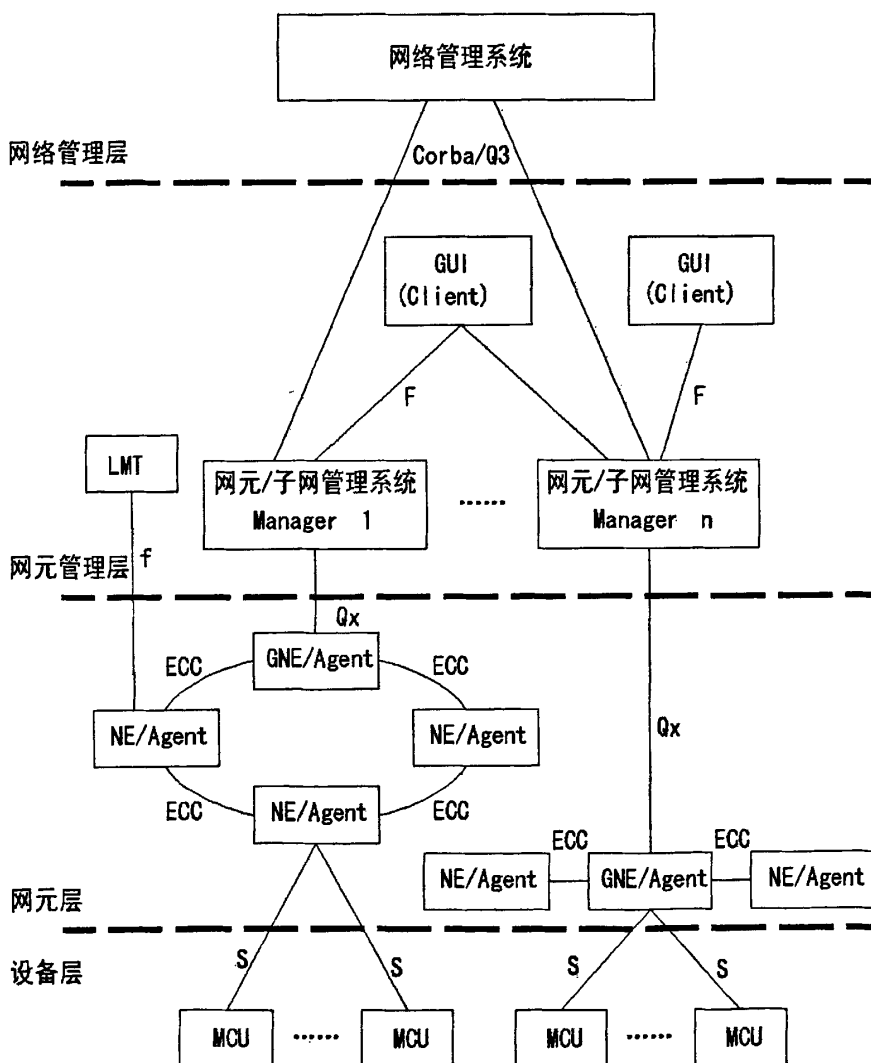 网络管理系统
网络管理层
Corba/Q3
GUI
(Client)
GUI
(Client)
F
F
LMT
网元/子网管理系统
Manager 1
......
网元/子网管理系统
Manager n
网元管理层
f
Qx
GNE/Agent
ECC
ECC
NE/Agent
NE/Agent
Qx
ECC
ECC
NE/Agent
ECC
ECC
NE/Agent
GNE/Agent
NE/Agent
网元层
设备层
S
S
S
S
MCU
......
MCU
MCU
......
MCU